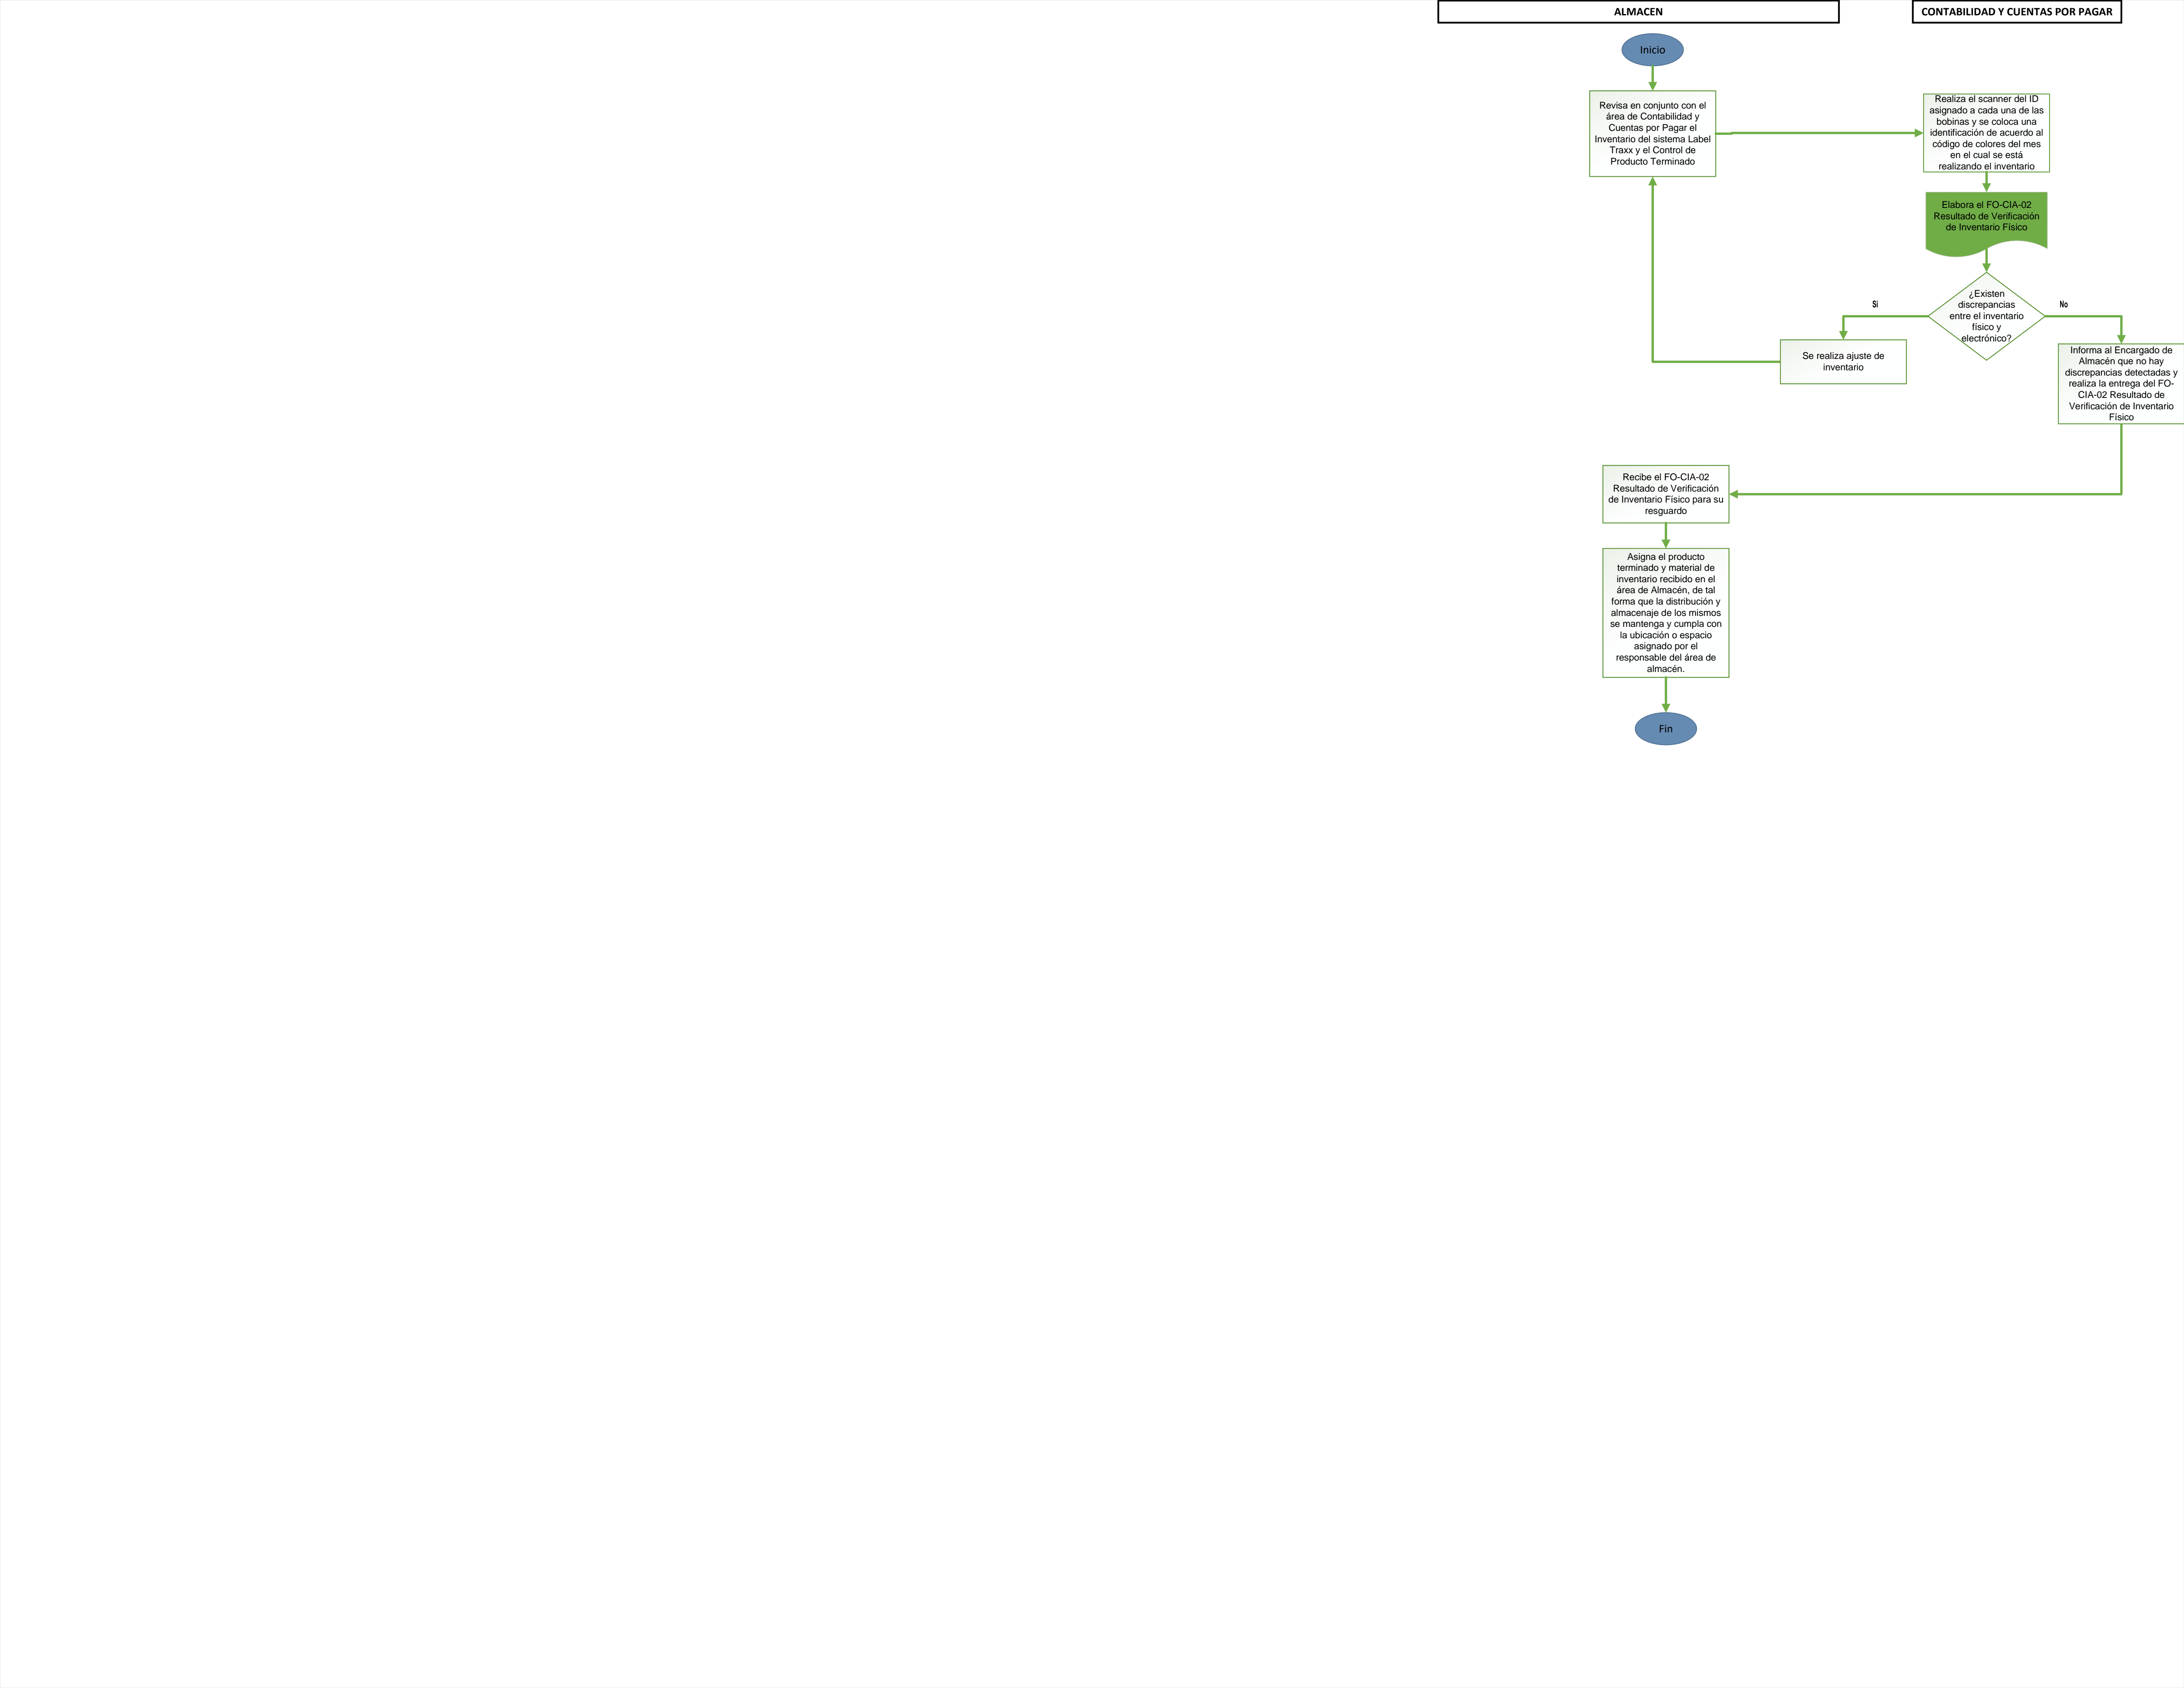 ALMACEN
CONTABILIDAD Y CUENTAS POR PAGAR
Inicio
Revisa en conjunto con el
área de Contabilidad y
Cuentas por Pagar el
Inventario del sistema Label
Traxx y el Control de
Producto Terminado
Realiza el scanner del ID
asignado a cada una de las
bobinas y se coloca una
identificación de acuerdo al
código de colores del mes
en el cual se está
realizando el inventario
Elabora el FO-CIA-02
Resultado de Verificación
de Inventario Físico
¿Existen
discrepancias
entre el inventario
físico y
electrónico?
Si
No
Se realiza ajuste de
inventario
Informa al Encargado de
Almacén que no hay
discrepancias detectadas y
realiza la entrega del FO-
CIA-02 Resultado de
Verificación de Inventario
Físico
Recibe el FO-CIA-02
Resultado de Verificación
de Inventario Físico para su
resguardo
Asigna el producto
terminado y material de
inventario recibido en el
área de Almacén, de tal
forma que la distribución y
almacenaje de los mismos
se mantenga y cumpla con
la ubicación o espacio
asignado por el
responsable del área de
almacén.
Fin